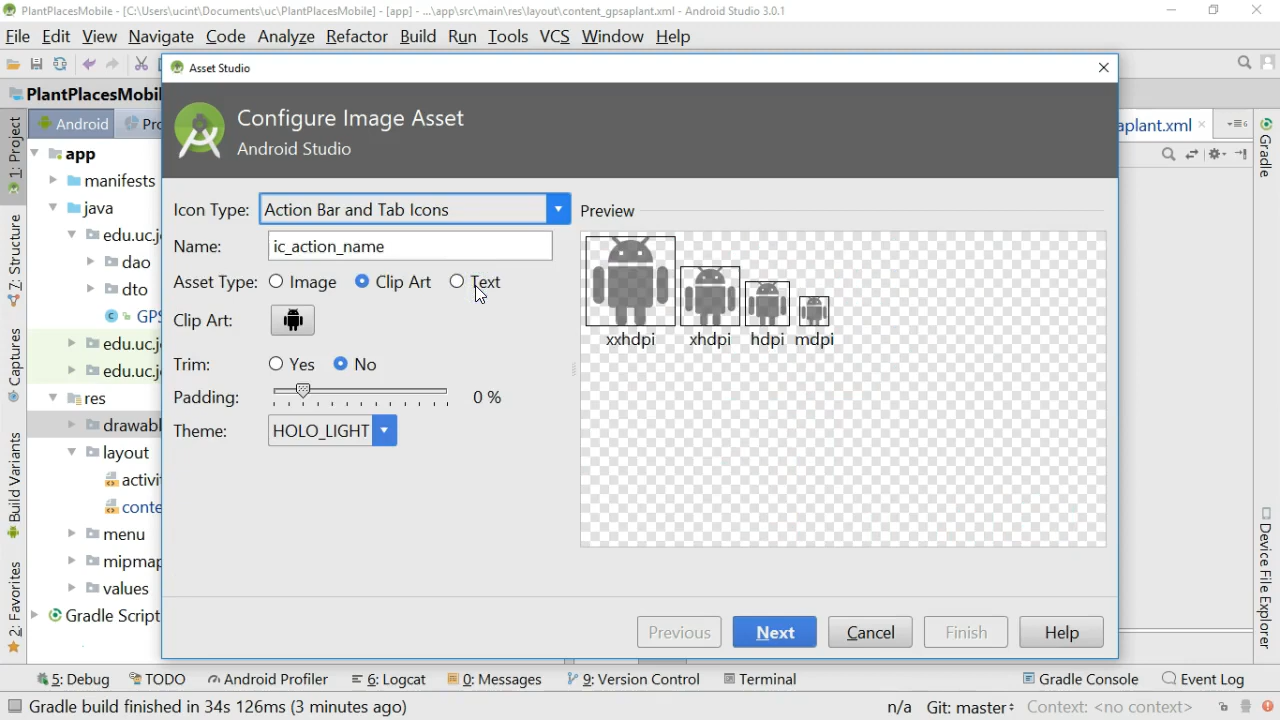 PlantPlacesMobile - [C:\Users\ucint\Documents\uc\PlantPlacesMobile] - [app] - ...\app\src\main\res\layout\content_gpsaplant.xml - Android Studio 3.0.1
File Edit View Navigate Code Analyze Refactor Build Run Tools VCS Window Help
Asset Studio
PlantPlacesMobil
Configure Image Asset
Android Studio
Android
Pro
aplant.xml
app
manifests
java
edu.uc.j
dao
dto
GPS
edu.uc.j
edu.uc.j
res
drawabl
layout
activi
conte
menu
mipmap
values
Gradle Script
1: Project
Z: Structure
Captures
Build Variants
2: Favorites
Icon Type: Action Bar and Tab Icons
Name: ic_action_name
Asset Type: Image Clip Art Text
Clip Art:
Trim: Yes No
Padding: 0 %
Theme: HOLO_LIGHT
Preview
xxhdpi xhdpi hdpi mdpi
Previous Next Cancel Finish Help
Gradle
Device File Explorer
5: Debug TODO Android Profiler 6: Logcat 0: Messages 9: Version Control Terminal Gradle Console Event Log
Gradle build finished in 34s 126ms (3 minutes ago) n/a Git: master Context: <no context>